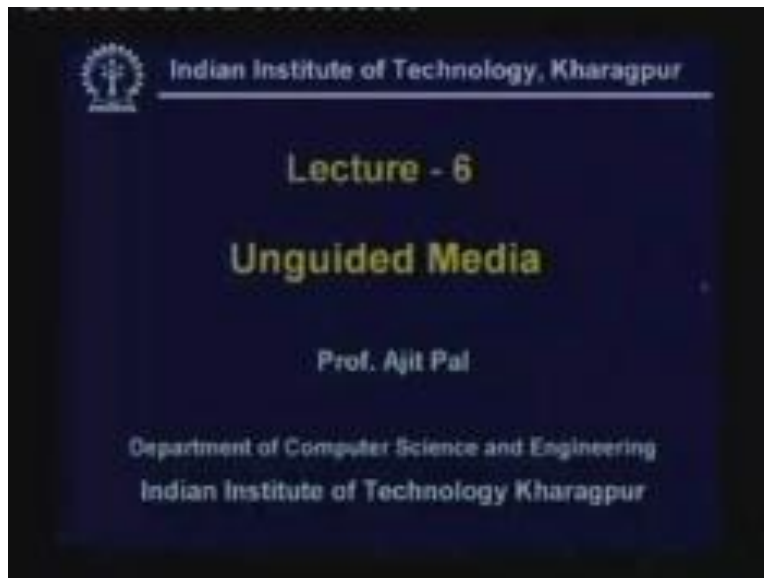 Indian Institute of Technology, Kharagpur
Lecture - 6
Unguided Media
Prof. Ajit Pal
Department of Computer Science and Engineering
Indian Institute of Technology Kharagpur